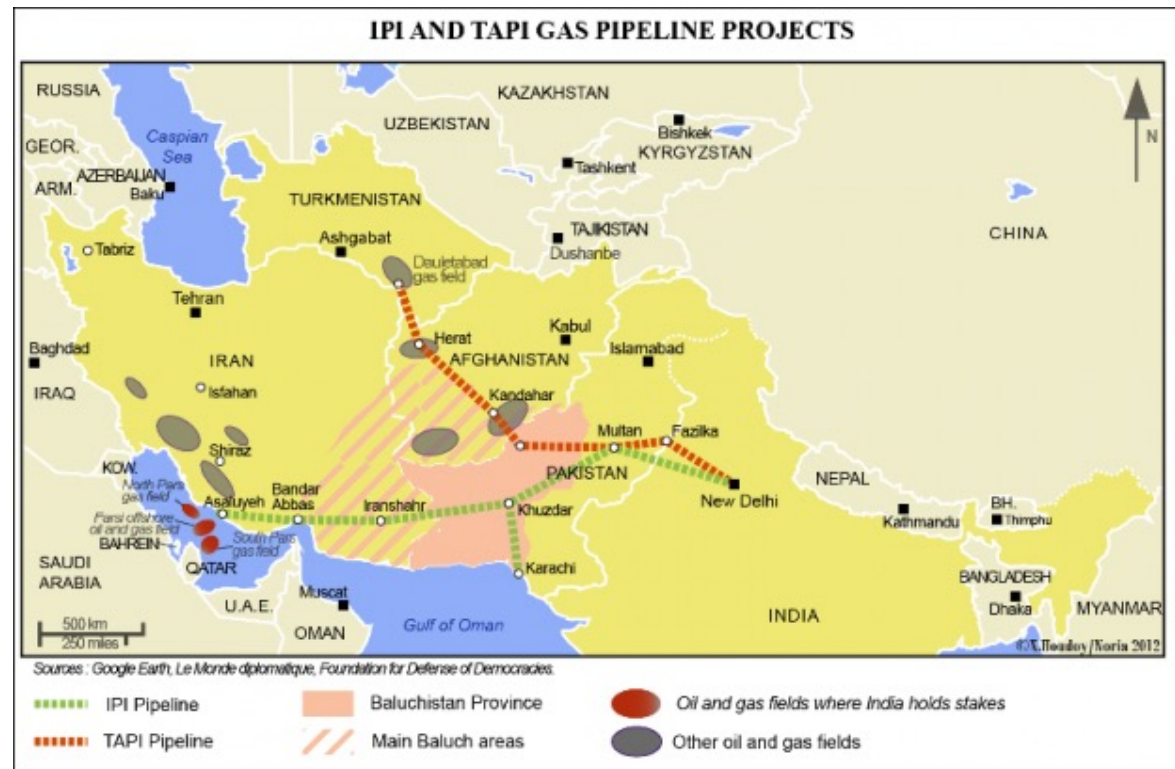 IPI AND TAPI GAS PIPELINE PROJECTS
RUSSIA
KAZAKHSTAN
UZBEKISTAN
Bishkek
KYRGYZSTAN
N
GEOR.
Caspian
Sea
Tashkent
AZERBAIJAN
ARM.
Baku
TURKMENISTAN
TAJIKISTAN
Dushanbe
CHINA
Tabriz
Ashgabat
Dauletabad
gas field
Tehran
Herat
Kabul
Islamabad
Baghdad
IRAN
AFGHANISTAN
IRAQ
Isfahan
Kandahar
Multan
Fazilka
Shiraz
KOW.
North Pars
gas field
PAKISTAN
NEPAL
New Delhi
Asaluyeh
Bandar
Abbas
Iranshahr
Khuzdar
Kathmandu
BH.
Thimphu
Farsi offshore
oil and gas field
BAHREIN
South Pars
gas field
QATAR
SAUDI
ARABIA
Karachi
BANGLADESH
Dhaka
MYANMAR
U.A.E.
Muscat
OMAN
Gulf of Oman
INDIA
500 km
250 miles
/Noria 2012
Sources : Google Earth, Le Monde diplomatique, Foundation for Defense of Democracies.
IPI Pipeline
Baluchistan Province
Oil and gas fields where India holds stakes
TAPI Pipeline
Main Baluch areas
Other oil and gas fields